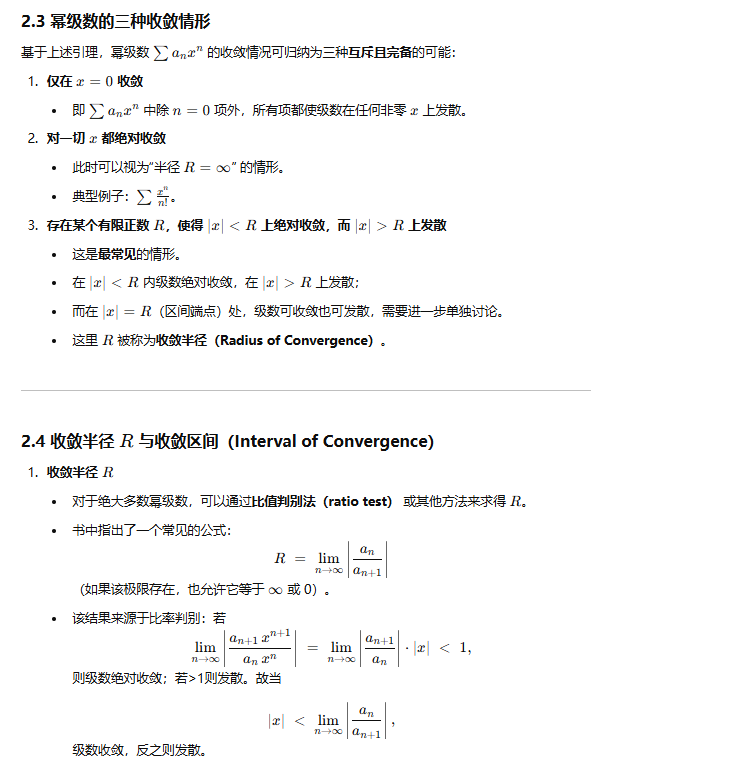 2.3 幂级数的三种收敛情形
基于上述引理，幂级数 ∑ aₙxⁿ 的收敛情况可归纳为三种互斥且完备的可能：
1. 仅在 x = 0 收敛
• 即 ∑ aₙxⁿ 中除 n = 0 项外，所有项都使级数在任何非零 x 上发散。
2. 对一切 x 都绝对收敛
• 此时可以视为“半径 R = ∞” 的情形。
• 典型例子：∑ xⁿ/n!。
3. 存在某个有限正数 R，使得 |x| < R 上绝对收敛，而 |x| > R 上发散
• 这是最常见的情形。
• 在 |x| < R 内级数绝对收敛，在 |x| > R 上发散；
• 而在 |x| = R（区间端点）处，级数可收敛也可发散，需要进一步单独讨论。
• 这里 R 被称为收敛半径（Radius of Convergence）。
2.4 收敛半径 R 与收敛区间（Interval of Convergence）
1. 收敛半径 R
• 对于绝大多数幂级数，可以通过比值判别法（ratio test） 或其他方法来求得 R。
• 书中指出了一个常见的公式：
R = lim n→∞ |aₙ/aₙ₊₁|
（如果该极限存在，也允许它等于 ∞ 或 0）。
• 该结果来源于比率判别：若
lim n→∞ |aₙ₊₁ xⁿ⁺¹/aₙ xⁿ| = lim n→∞ |aₙ₊₁/aₙ| · |x| < 1,
则级数绝对收敛；若>1则发散。故当
|x| < lim n→∞ |aₙ/aₙ₊₁|,
级数收敛，反之则发散。